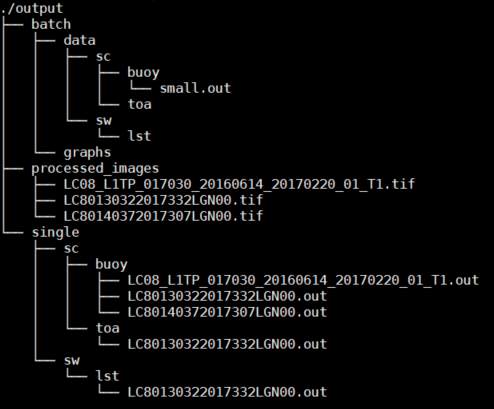 ./output
├── batch
│   ├── data
│   │   ├── sc
│   │   │   ├── buoy
│   │   │   │   └── small.out
│   │   │   └── toa
│   │   └── sw
│   │       └── lst
│   └── graphs
├── processed_images
│   ├── LC08_L1TP_017030_20160614_20170220_01_T1.tif
│   ├── LC80130322017332LGN00.tif
│   └── LC80140372017307LGN00.tif
└── single
    ├── sc
    │   ├── buoy
    │   │   ├── LC08_L1TP_017030_20160614_20170220_01_T1.out
    │   │   ├── LC80130322017332LGN00.out
    │   │   └── LC80140372017307LGN00.out
    │   └── toa
    │       └── LC80130322017332LGN00.out
    └── sw
        └── lst
            └── LC80130322017332LGN00.out